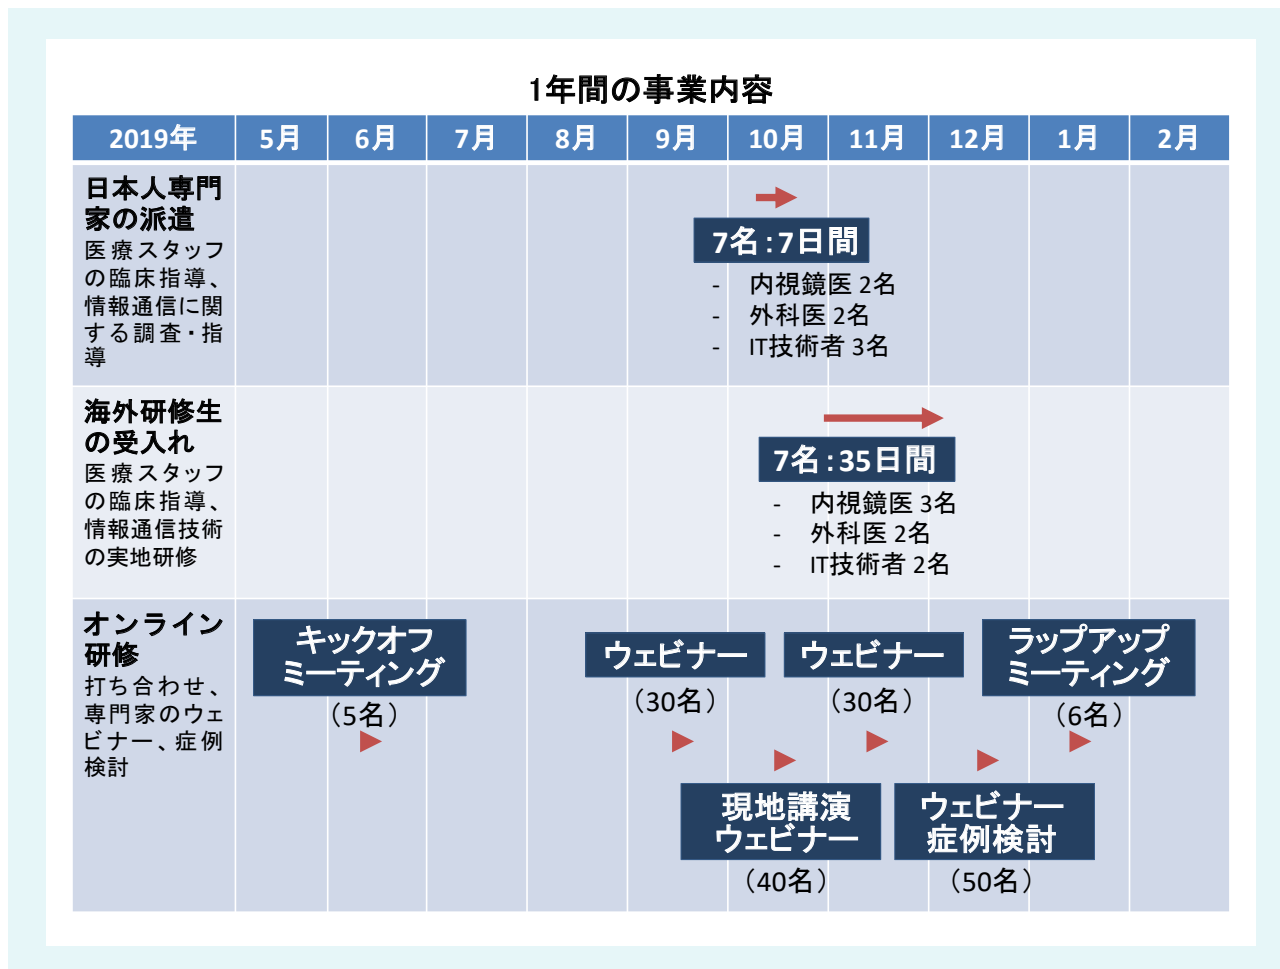 1年間の事業内容
2019年 5月 6月 7月 8月 9月 10月 11月 12月 1月 2月
日本人専門
家の派遣
医療スタッフ
の臨床指導、
情報通信に関
する調査・指
導
7名：7日間
- 内視鏡医 2名
- 外科医 2名
- IT技術者 3名
海外研修生
の受入れ
医療スタッフ
の臨床指導、
情報通信技術
の実地研修
7名：35日間
- 内視鏡医 3名
- 外科医 2名
- IT技術者 2名
オンライン
研修
打ち合わせ、
専門家のウェ
ビナー、症例
検討
キックオフ
ミーティング
（5名）
ウェビナー
（30名）
ウェビナー
（30名）
ラップアップ
ミーティング
（6名）
現地講演
ウェビナー
（40名）
ウェビナー
症例検討
（50名）